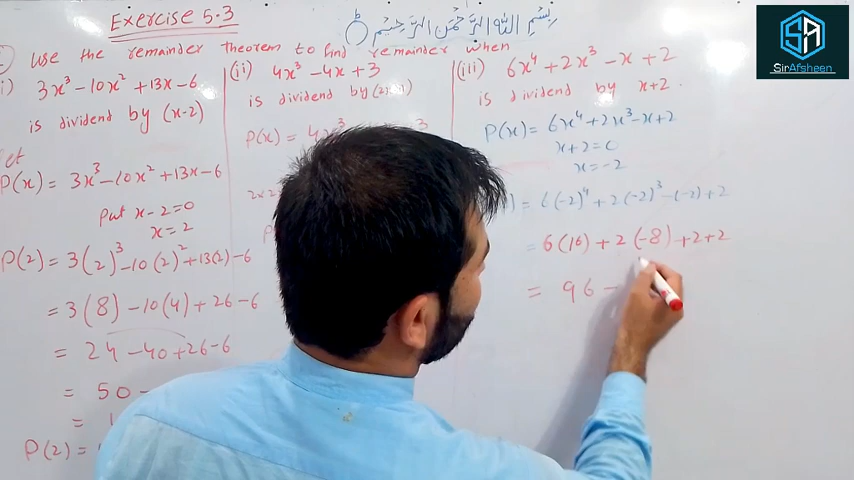 Exercise 5.3
بِسْمِ اللّٰهِ الرَّحْمٰنِ الرَّحِيْمِ
SA
SirAfsheen
Use the remainder theorem to find remainder when
i) 3x³ -10x² +13x -6
is dividend by (x-2)
P(x) = 3x³ -10x² +13x -6
Put x-2=0
x = 2
P(2) = 3(2)³ -10(2)² +13(2) -6
= 3(8) -10(4) + 26 -6
= 24 -40 +26 -6
= 50
=
P(2) =
(ii) 4x³ -4x +3
is dividend by
P(x) = 4x
(iii) 6x⁴ +2x³ -x +2
is dividend by x+2.
P(x) = 6x⁴ +2x³ -x +2
x+2 = 0
x = -2
) = 6(-2)⁴ + 2(-2)³ -(-2) +2
= 6(16) + 2(-8) +2+2
= 96 -